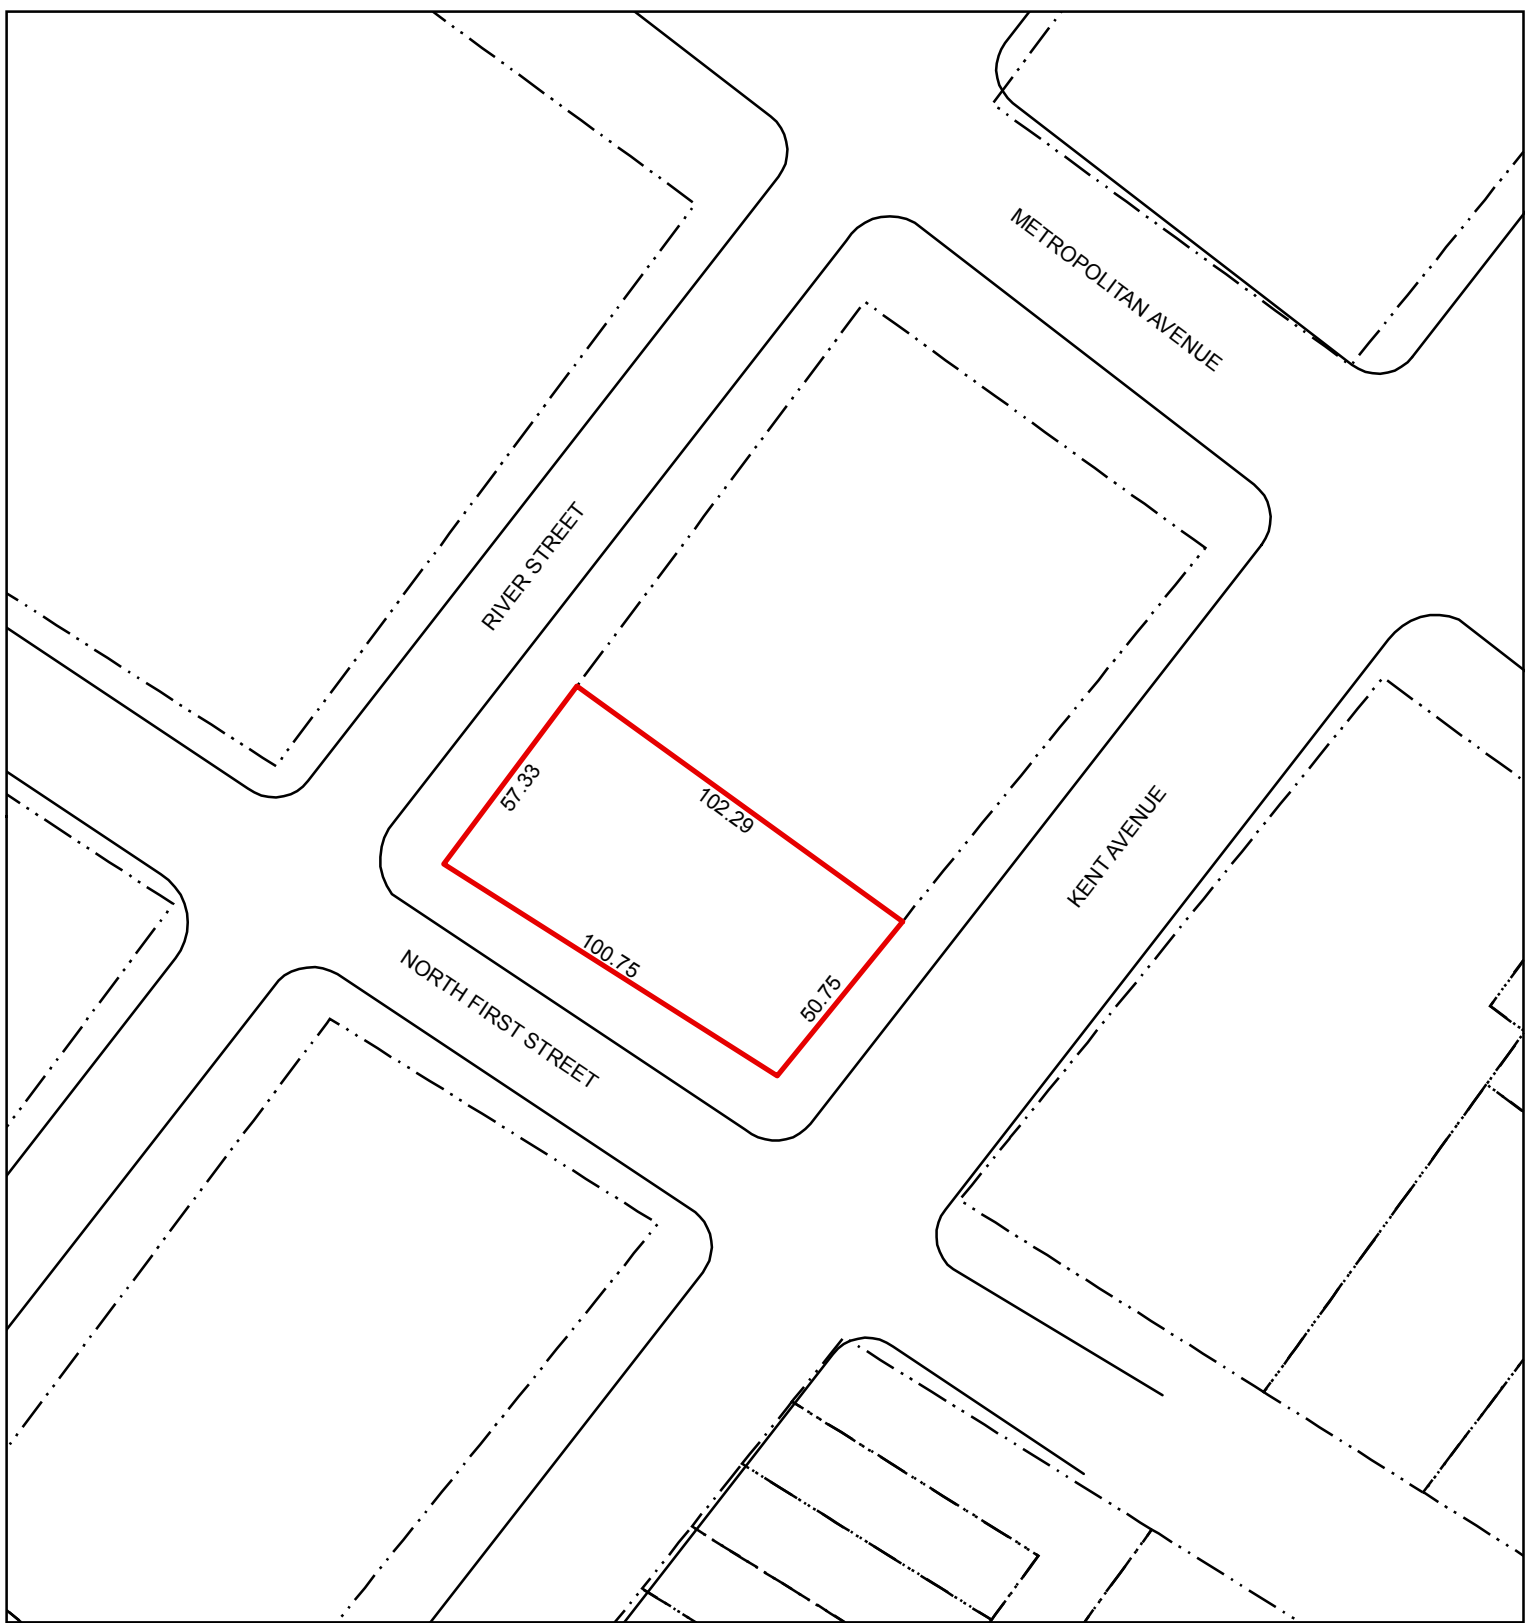 METROPOLITAN AVENUE
RIVER STREET
57.33
102.29
KENT AVENUE
100.75
50.75
NORTH FIRST STREET